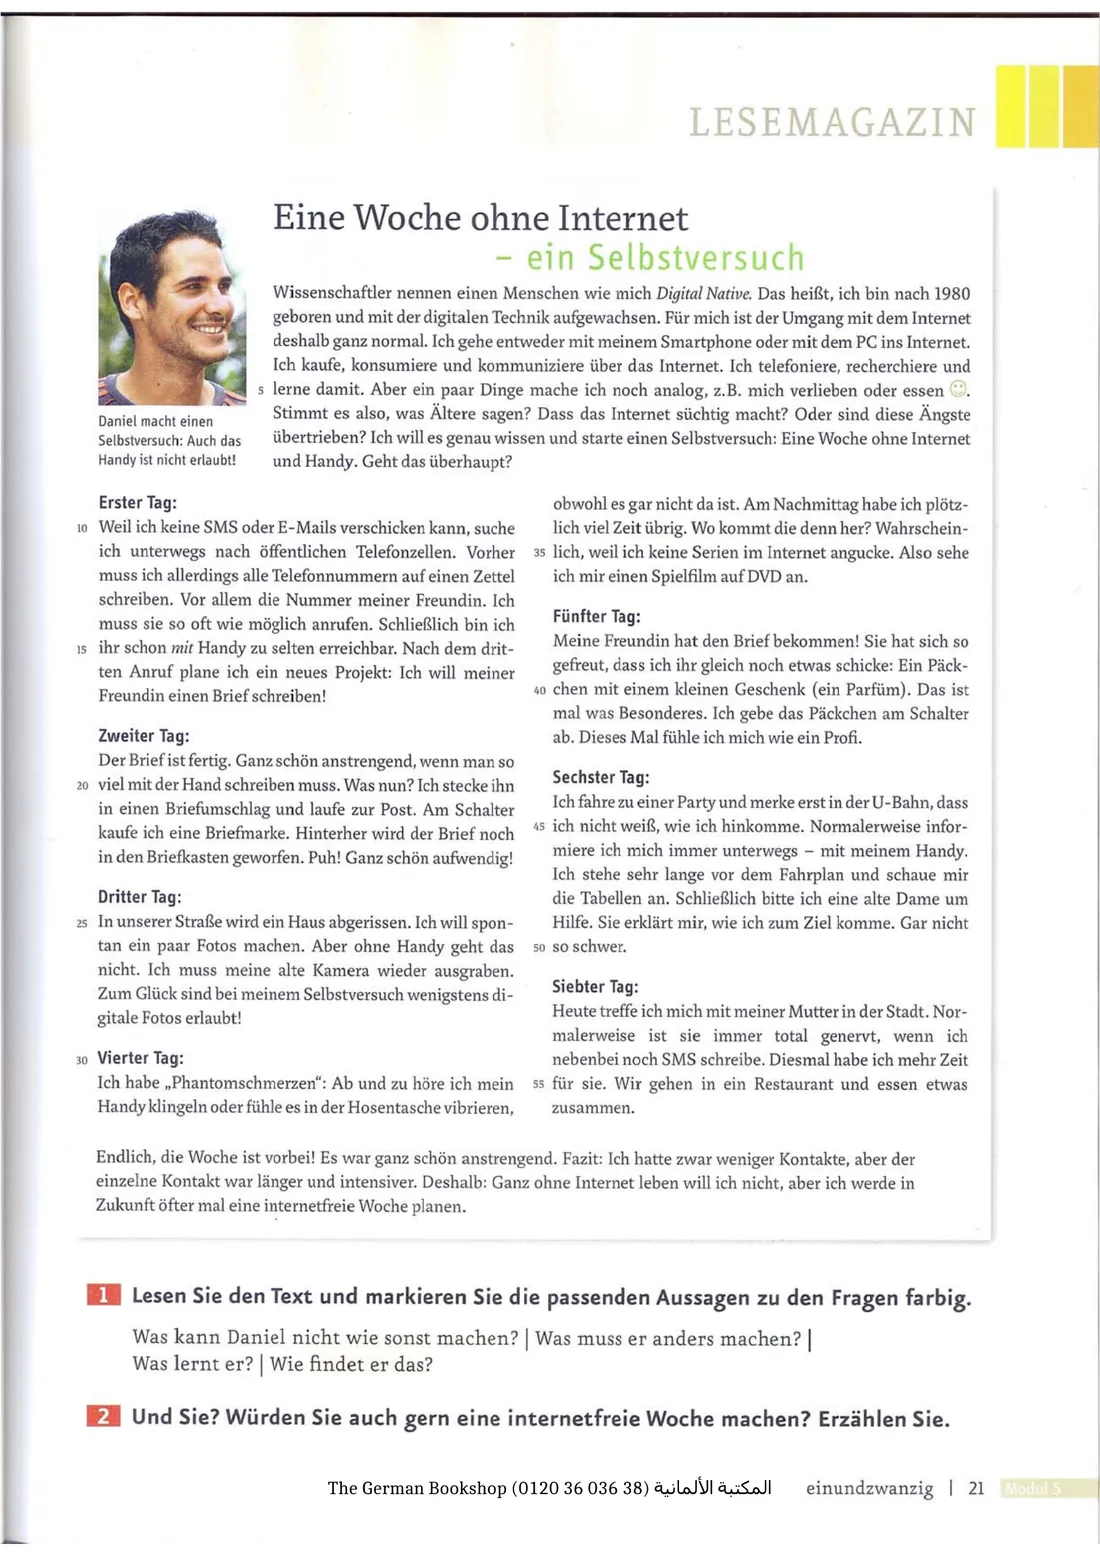 LESEMAGAZIN
Eine Woche ohne Internet
– ein Selbstversuch
Wissenschaftler nennen einen Menschen wie mich Digital Native. Das heißt, ich bin nach 1980
geboren und mit der digitalen Technik aufgewachsen. Für mich ist der Umgang mit dem Internet
deshalb ganz normal. Ich gehe entweder mit meinem Smartphone oder mit dem PC ins Internet.
Ich kaufe, konsumiere und kommuniziere über das Internet. Ich telefoniere, recherchiere und
5 lerne damit. Aber ein paar Dinge mache ich noch analog, z.B. mich verlieben oder essen ☺.
Stimmt es also, was Ältere sagen? Dass das Internet süchtig macht? Oder sind diese Ängste
übertrieben? Ich will es genau wissen und starte einen Selbstversuch: Eine Woche ohne Internet
und Handy. Geht das überhaupt?
Daniel macht einen
Selbstversuch: Auch das
Handy ist nicht erlaubt!
Erster Tag:
10 Weil ich keine SMS oder E-Mails verschicken kann, suche
ich unterwegs nach öffentlichen Telefonzellen. Vorher
muss ich allerdings alle Telefonnummern auf einen Zettel
schreiben. Vor allem die Nummer meiner Freundin. Ich
muss sie so oft wie möglich anrufen. Schließlich bin ich
15 ihr schon mit Handy zu selten erreichbar. Nach dem drit-
ten Anruf plane ich ein neues Projekt: Ich will meiner
Freundin einen Brief schreiben!
Zweiter Tag:
Der Brief ist fertig. Ganz schön anstrengend, wenn man so
20 viel mit der Hand schreiben muss. Was nun? Ich stecke ihn
in einen Briefumschlag und laufe zur Post. Am Schalter
kaufe ich eine Briefmarke. Hinterher wird der Brief noch
in den Briefkasten geworfen. Puh! Ganz schön aufwendig!
Dritter Tag:
25 In unserer Straße wird ein Haus abgerissen. Ich will spon-
tan ein paar Fotos machen. Aber ohne Handy geht das
nicht. Ich muss meine alte Kamera wieder ausgraben.
Zum Glück sind bei meinem Selbstversuch wenigstens di-
gitale Fotos erlaubt!
30 Vierter Tag:
Ich habe „Phantomschmerzen“: Ab und zu höre ich mein
Handy klingeln oder fühle es in der Hosentasche vibrieren,
obwohl es gar nicht da ist. Am Nachmittag habe ich plötz-
lich viel Zeit übrig. Wo kommt die denn her? Wahrschein-
35 lich, weil ich keine Serien im Internet angucke. Also sehe
ich mir einen Spielfilm auf DVD an.
Fünfter Tag:
Meine Freundin hat den Brief bekommen! Sie hat sich so
gefreut, dass ich ihr gleich noch etwas schicke: Ein Päck-
40 chen mit einem kleinen Geschenk (ein Parfüm). Das ist
mal was Besonderes. Ich gebe das Päckchen am Schalter
ab. Dieses Mal fühle ich mich wie ein Profi.
Sechster Tag:
Ich fahre zu einer Party und merke erst in der U-Bahn, dass
45 ich nicht weiß, wie ich hinkomme. Normalerweise infor-
miere ich mich immer unterwegs – mit meinem Handy.
Ich stehe sehr lange vor dem Fahrplan und schaue mir
die Tabellen an. Schließlich bitte ich eine alte Dame um
Hilfe. Sie erklärt mir, wie ich zum Ziel komme. Gar nicht
50 so schwer.
Siebter Tag:
Heute treffe ich mich mit meiner Mutter in der Stadt. Nor-
malerweise ist sie immer total genervt, wenn ich
nebenbei noch SMS schreibe. Diesmal habe ich mehr Zeit
55 für sie. Wir gehen in ein Restaurant und essen etwas
zusammen.
Endlich, die Woche ist vorbei! Es war ganz schön anstrengend. Fazit: Ich hatte zwar weniger Kontakte, aber der
einzelne Kontakt war länger und intensiver. Deshalb: Ganz ohne Internet leben will ich nicht, aber ich werde in
Zukunft öfter mal eine internetfreie Woche planen.
1 Lesen Sie den Text und markieren Sie die passenden Aussagen zu den Fragen farbig.
Was kann Daniel nicht wie sonst machen? | Was muss er anders machen? |
Was lernt er? | Wie findet er das?
2 Und Sie? Würden Sie auch gern eine internetfreie Woche machen? Erzählen Sie.
The German Bookshop (0120 36 036 38) المكتبة الألمانية
einundzwanzig | 21 Modul 5